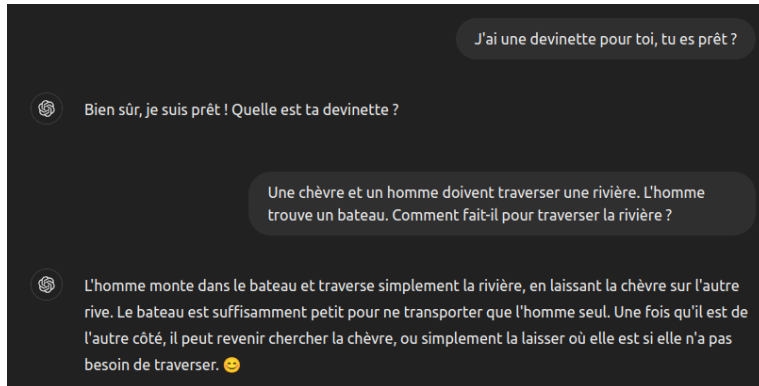 J'ai une devinette pour toi, tu es prêt ?
Bien sûr, je suis prêt ! Quelle est ta devinette ?
Une chèvre et un homme doivent traverser une rivière. L'homme
trouve un bateau. Comment fait-il pour traverser la rivière ?
L'homme monte dans le bateau et traverse simplement la rivière, en laissant la chèvre sur l'autre
rive. Le bateau est suffisamment petit pour ne transporter que l'homme seul. Une fois qu'il est de
l'autre côté, il peut revenir chercher la chèvre, ou simplement la laisser où elle est si elle n'a pas
besoin de traverser. 😊